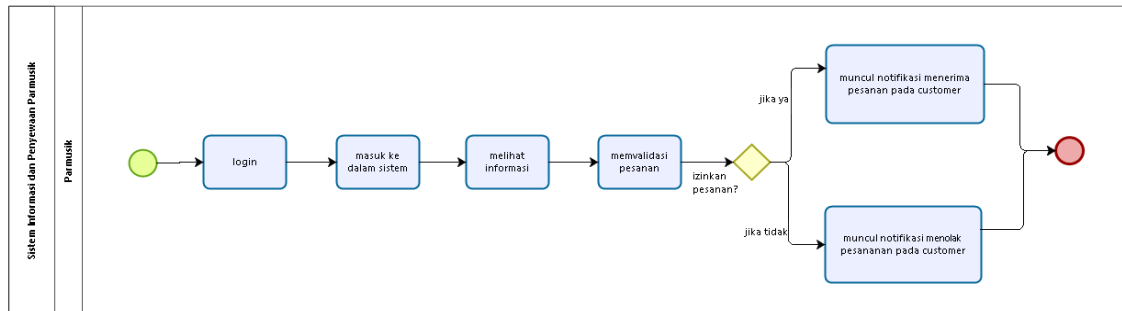 Sistem Informasi dan Penyewaan Parmusik
Parmusik
login
masuk ke
dalam sistem
melihat
informasi
memvalidasi
pesanan
izinkan
pesanan?
jika ya
muncul notifikasi menerima
pesanan pada customer
jika tidak
muncul notifikasi menolak
pesananan pada customer